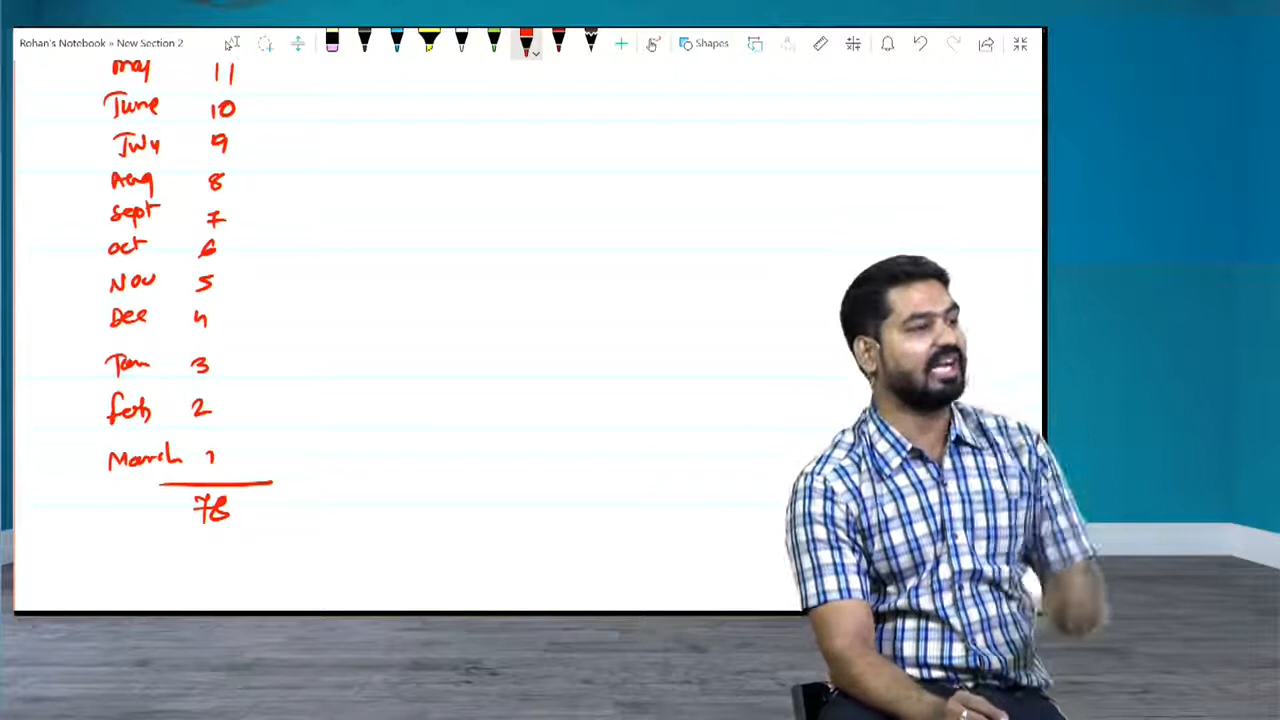 Rohan's Notebook » New Section 2
Shapes
May 11
June 10
July 9
Aug 8
Sept 7
Oct 6
Nov 5
Dec 4
Jan 3
Feb 2
March 1
78